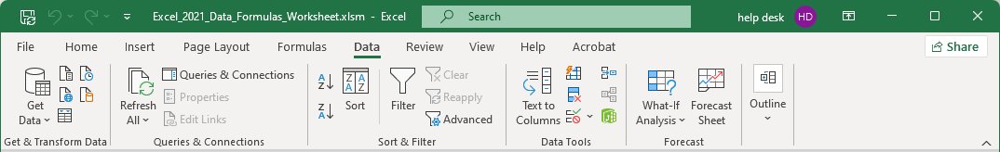 Excel_2021_Data_Formulas_Worksheet.xlsm - Excel
Search
help desk HD
File Home Insert Page Layout Formulas Data Review View Help Acrobat Share
Get Data
Refresh All
Queries & Connections
Properties
Edit Links
A Z
Z A
Z A A Z
Sort
Filter
Clear
Reapply
Advanced
Text to
Columns
What-If
Analysis
Forecast
Sheet
?
Outline
Get & Transform Data Queries & Connections Sort & Filter Data Tools Forecast